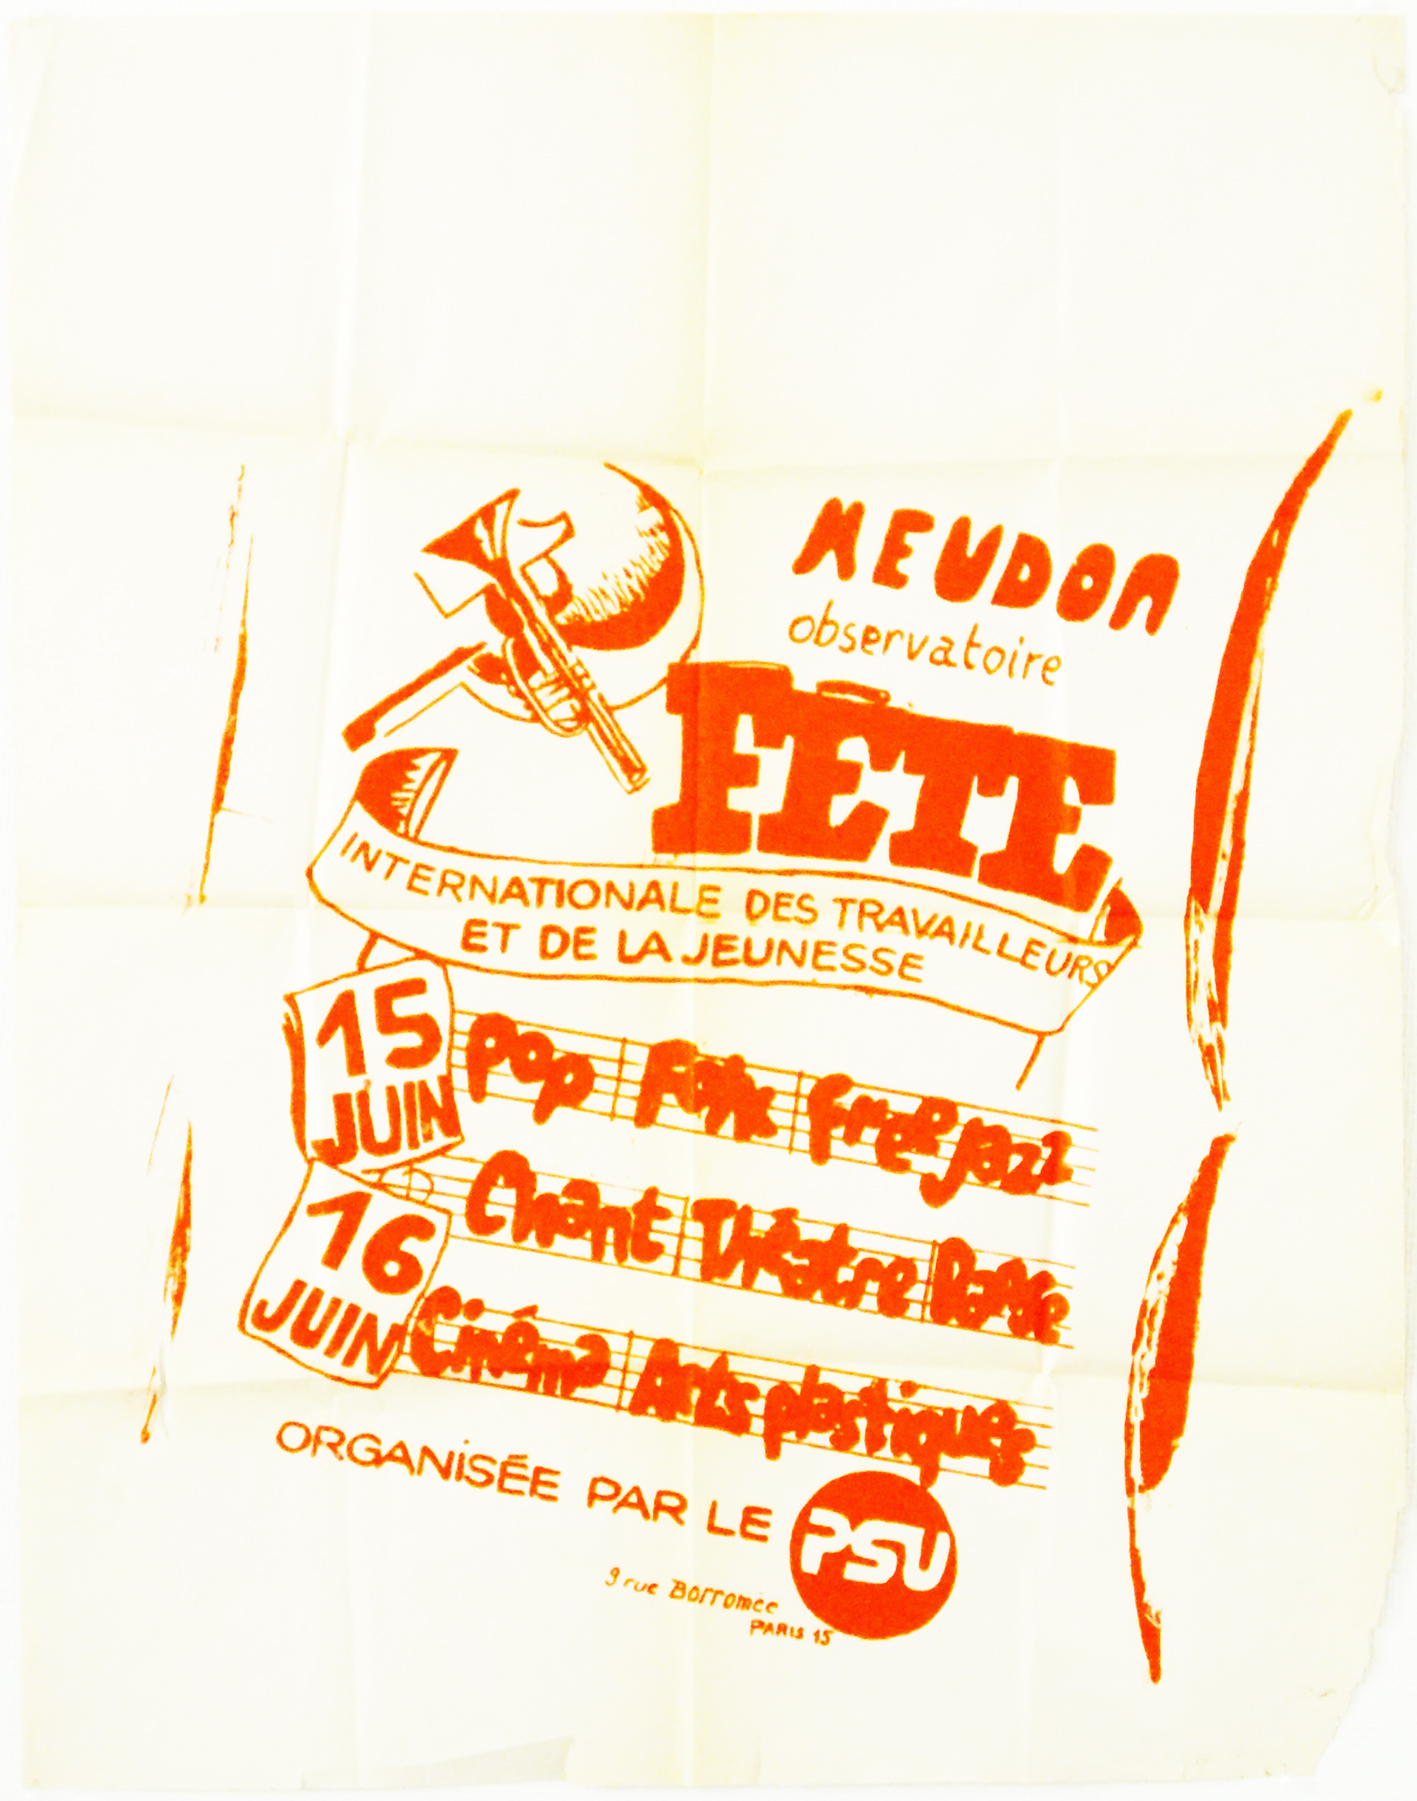 MEUDON
observatoire
FÊTE
INTERNATIONALE DES TRAVAILLEURS
ET DE LA JEUNESSE
15
JUIN
Pop Folk Free Jazz
Chant Théâtre Danse
16
JUIN
Cinéma Arts plastiques
ORGANISÉE PAR LE PSU
9 rue Borromée
PARIS 15